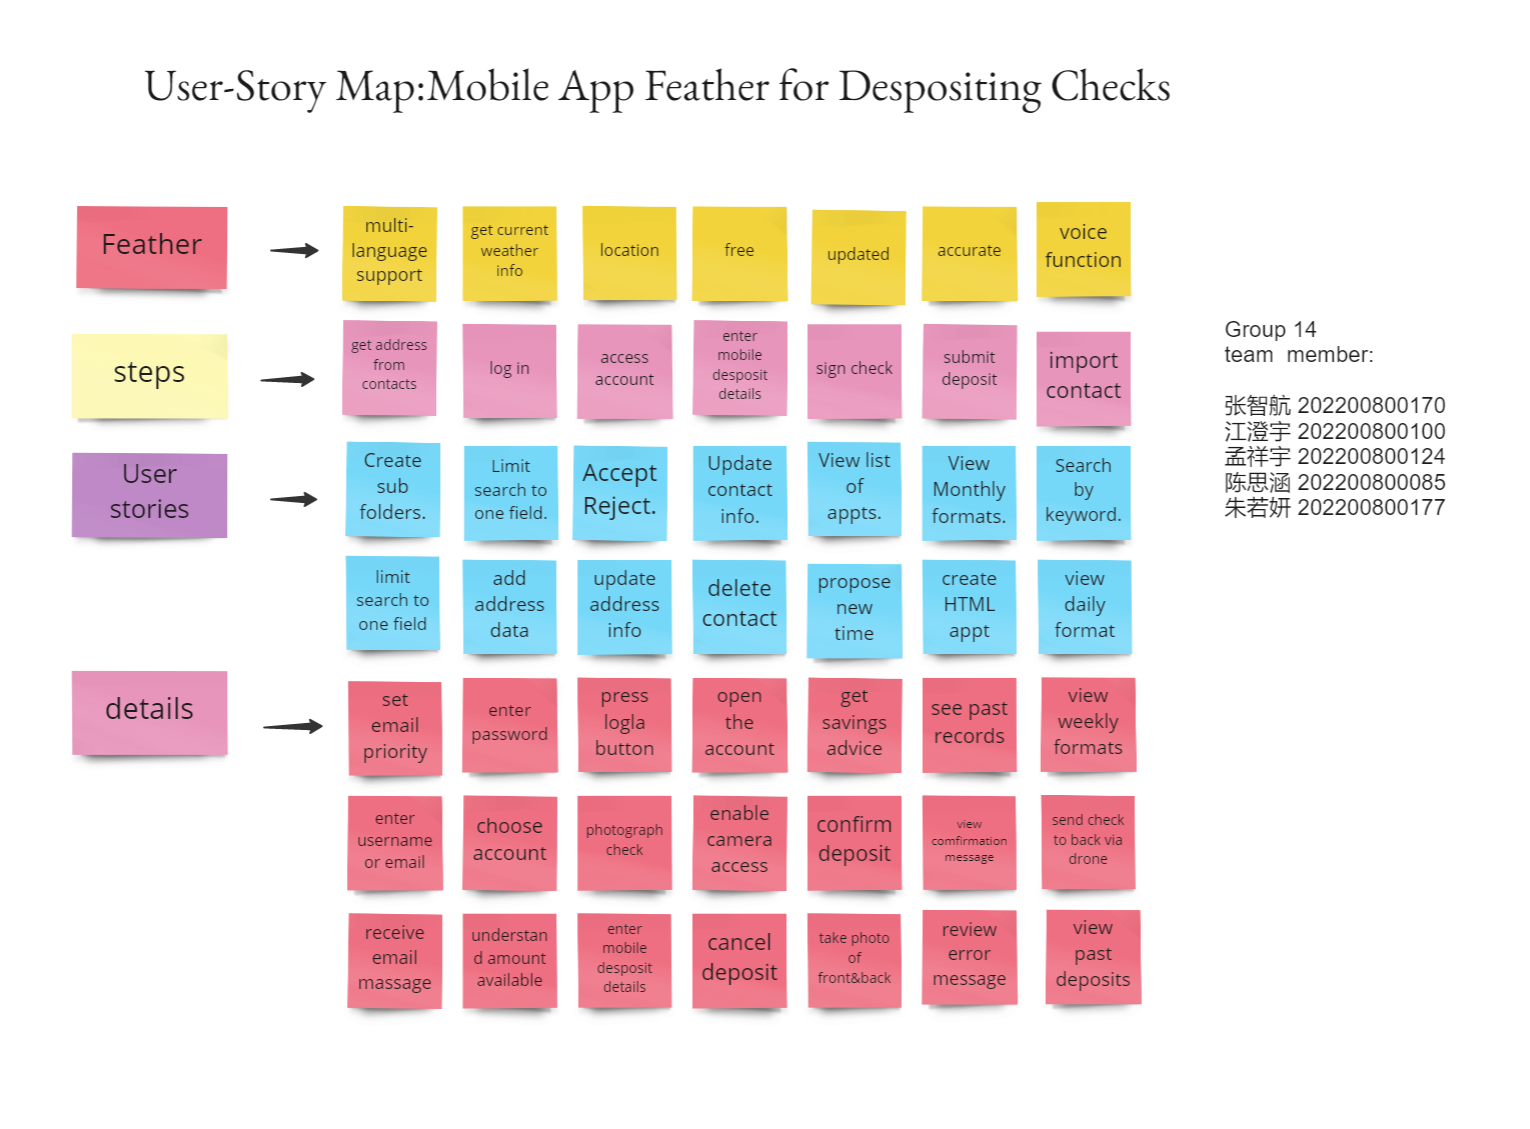 User-Story Map:Mobile App Feather for Despositing Checks
Feather
multi-
language
support
get current
weather
info
location
free
updated
accurate
voice
function
steps
get address
from
contacts
log in
access
account
enter
mobile
desposit
details
sign check
submit
deposit
import
contact
User
stories
Create
sub
folders.
Limit
search to
one field.
Accept
Reject.
Update
contact
info.
View list
of
appts.
View
Monthly
formats.
Search
by
keyword.
limit
search to
one field
add
address
data
update
address
info
delete
contact
propose
new
time
create
HTML
appt
view
daily
format
details
set
email
priority
enter
password
press
logla
button
open
the
account
get
savings
advice
see past
records
view
weekly
formats
enter
username
or email
choose
account
photograph
check
enable
camera
access
confirm
deposit
view
comfirmation
message
send check
to back via
drone
receive
email
massage
understan
d amount
available
enter
mobile
desposit
details
cancel
deposit
take photo
of
front&back
review
error
message
view
past
deposits
Group 14
team  member:
张智航 202200800170
江澄宇 202200800100
孟祥宇 202200800124
陈思涵 202200800085
朱若妍 202200800177